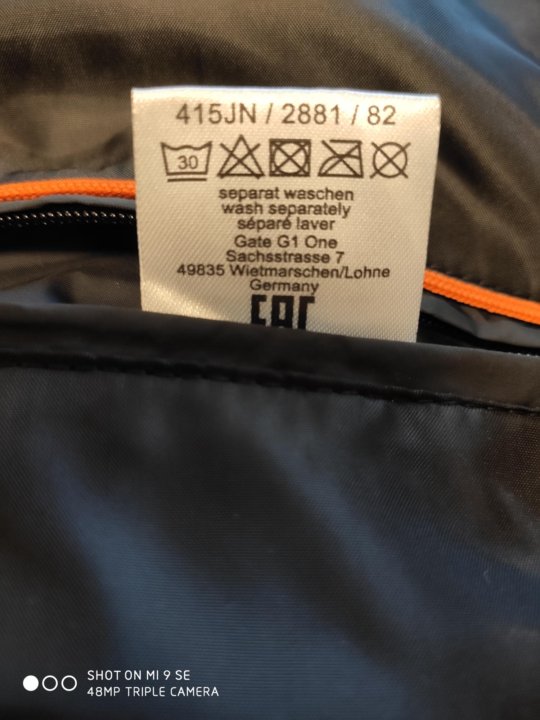 415JN / 2881 / 82
30
separat waschen
wash separately
séparé laver
Gate G1 One
Sachsstrasse 7
49835 Wietmarschen/Lohne
Germany
EAC
SHOT ON MI 9 SE
48MP TRIPLE CAMERA